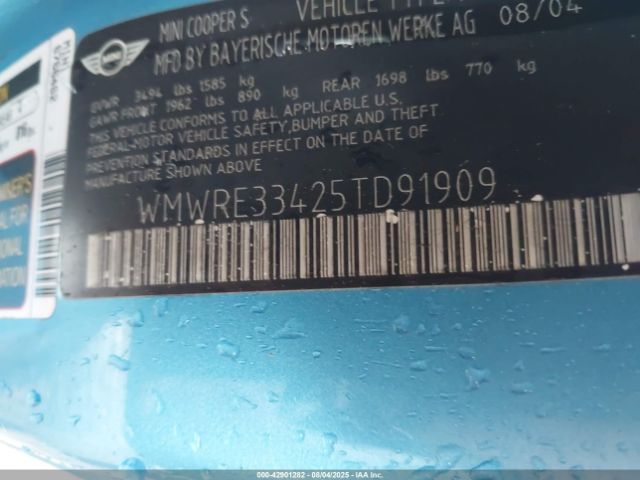 MINI COOPER S VEHICLE TYPE
MFD BY BAYERISCHE MOTOREN WERKE AG 08/04
GVWR 3494 lbs 1585 kg
GAWR FRONT 1962 lbs 890 kg REAR 1698 lbs 770 kg
THIS VEHICLE CONFORMS TO ALL APPLICABLE U.S.
FEDERAL-MOTOR VEHICLE SAFETY,BUMPER AND THEFT
PREVENTION STANDARDS IN EFFECT ON THE DATE OF
MANUFACTURE SHOWN ABOVE.
WMWRE33425TD91909
MINI
000-42901282 - 08/04/2025 - IAA Inc.